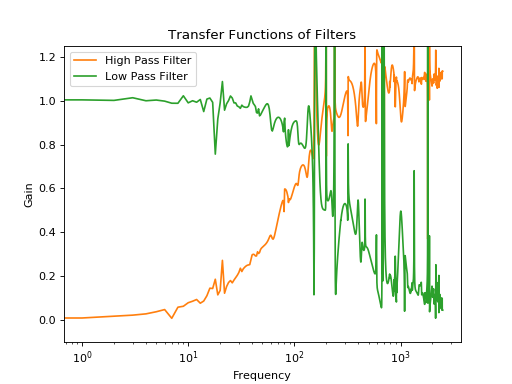 Transfer Functions of Filters
High Pass Filter
Low Pass Filter
1.2
1.0
0.8
0.6
0.4
0.2
0.0
Gain
10⁰
10¹
10²
10³
Frequency